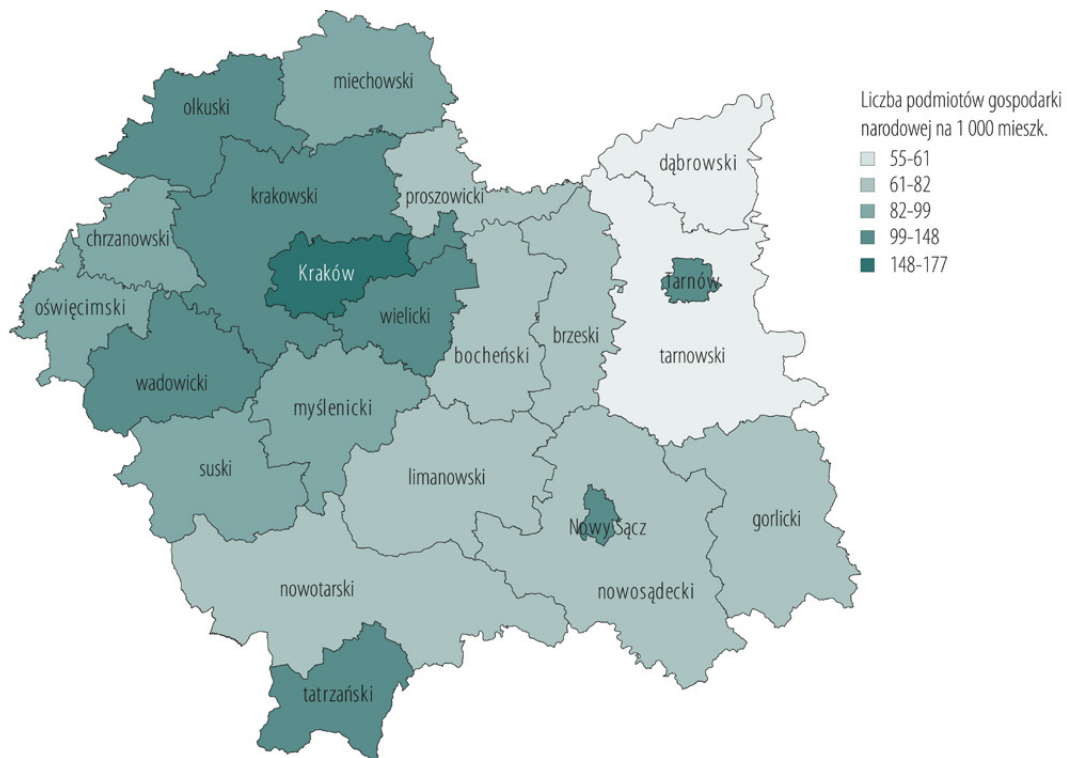 miechowski
olkuski
dąbrowski
krakowski
proszowicki
chrzanowski
Kraków
Tarnów
oświęcimski
wielicki
brzeski
bocheński
tarnowski
wadowicki
myślenicki
suski
limanowski
gorlicki
Nowy Sącz
nowotarski
nowosądecki
tatrzański
Liczba podmiotów gospodarki
narodowej na 1 000 mieszk.
55-61
61-82
82-99
99-148
148-177